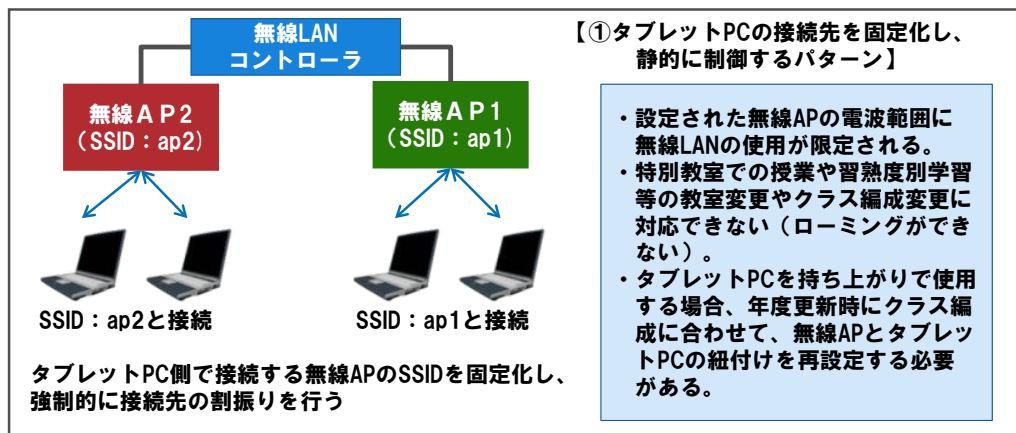 無線LAN
コントローラ
無線AP2
(SSID:ap2)
無線AP1
(SSID:ap1)
SSID:ap2と接続
SSID:ap1と接続
タブレットPC側で接続する無線APのSSIDを固定化し、
強制的に接続先の割振りを行う
【①タブレットPCの接続先を固定化し、
静的に制御するパターン】
・設定された無線APの電波範囲に
無線LANの使用が限定される。
・特別教室での授業や習熟度別学習
等の教室変更やクラス編成変更に
対応できない(ローミングができ
ない)。
・タブレットPCを持ち上がりで使用
する場合、年度更新時にクラス編
成に合わせて、無線APとタブレッ
トPCの紐付けを再設定する必要
がある。